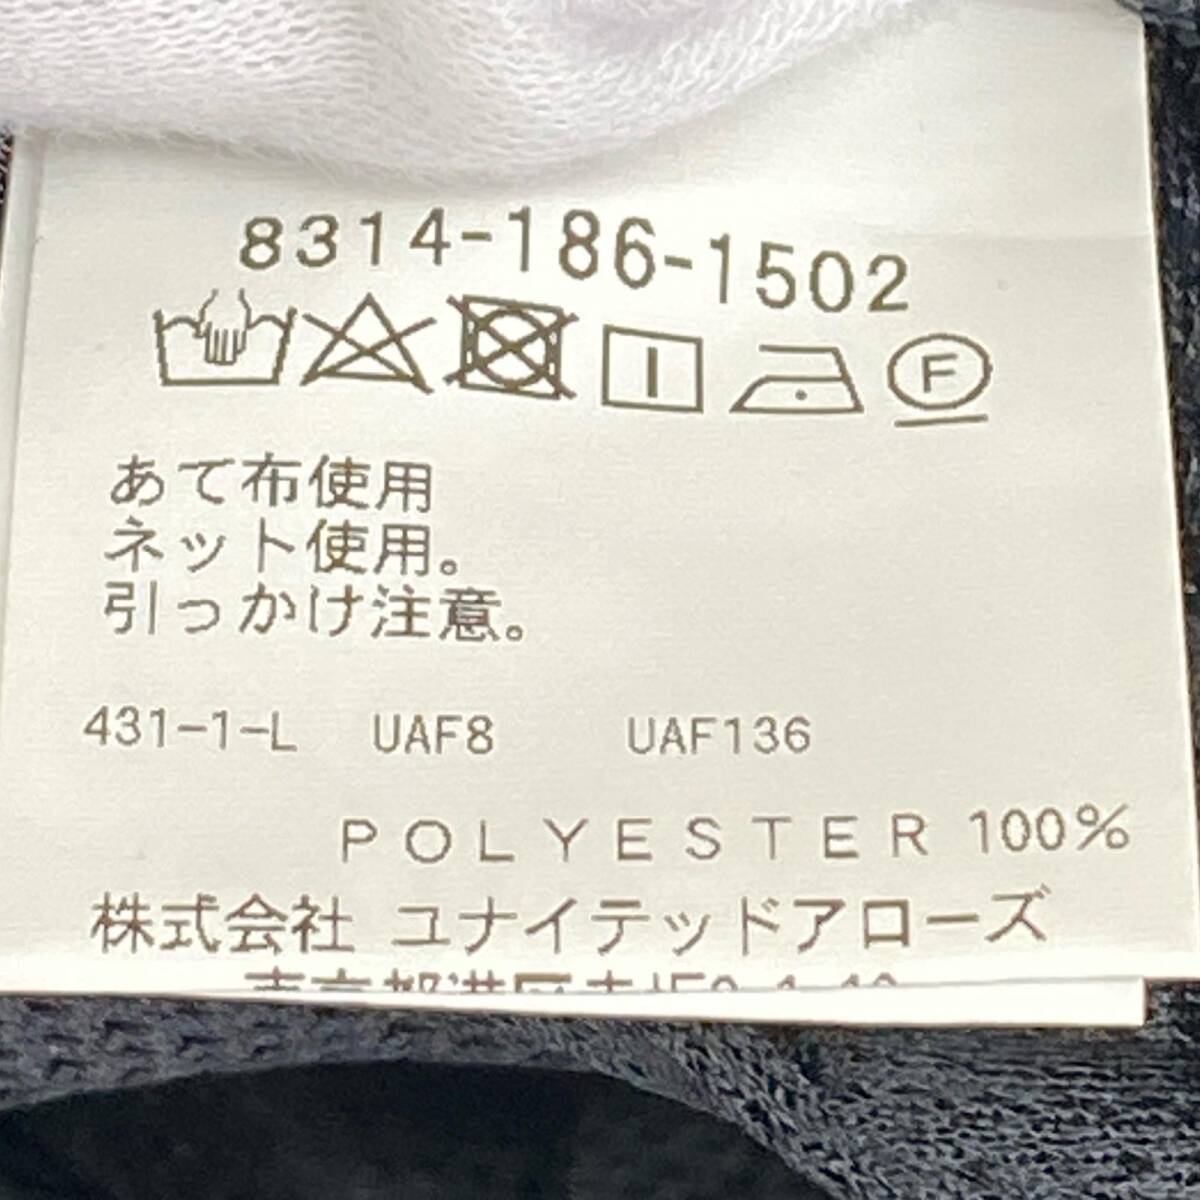 8314-186-1502
F
あて布使用
ネット使用。
引っかけ注意。
431-1-L UAF8 UAF136
POLYESTER 100%
株式会社 ユナイテッドアローズ